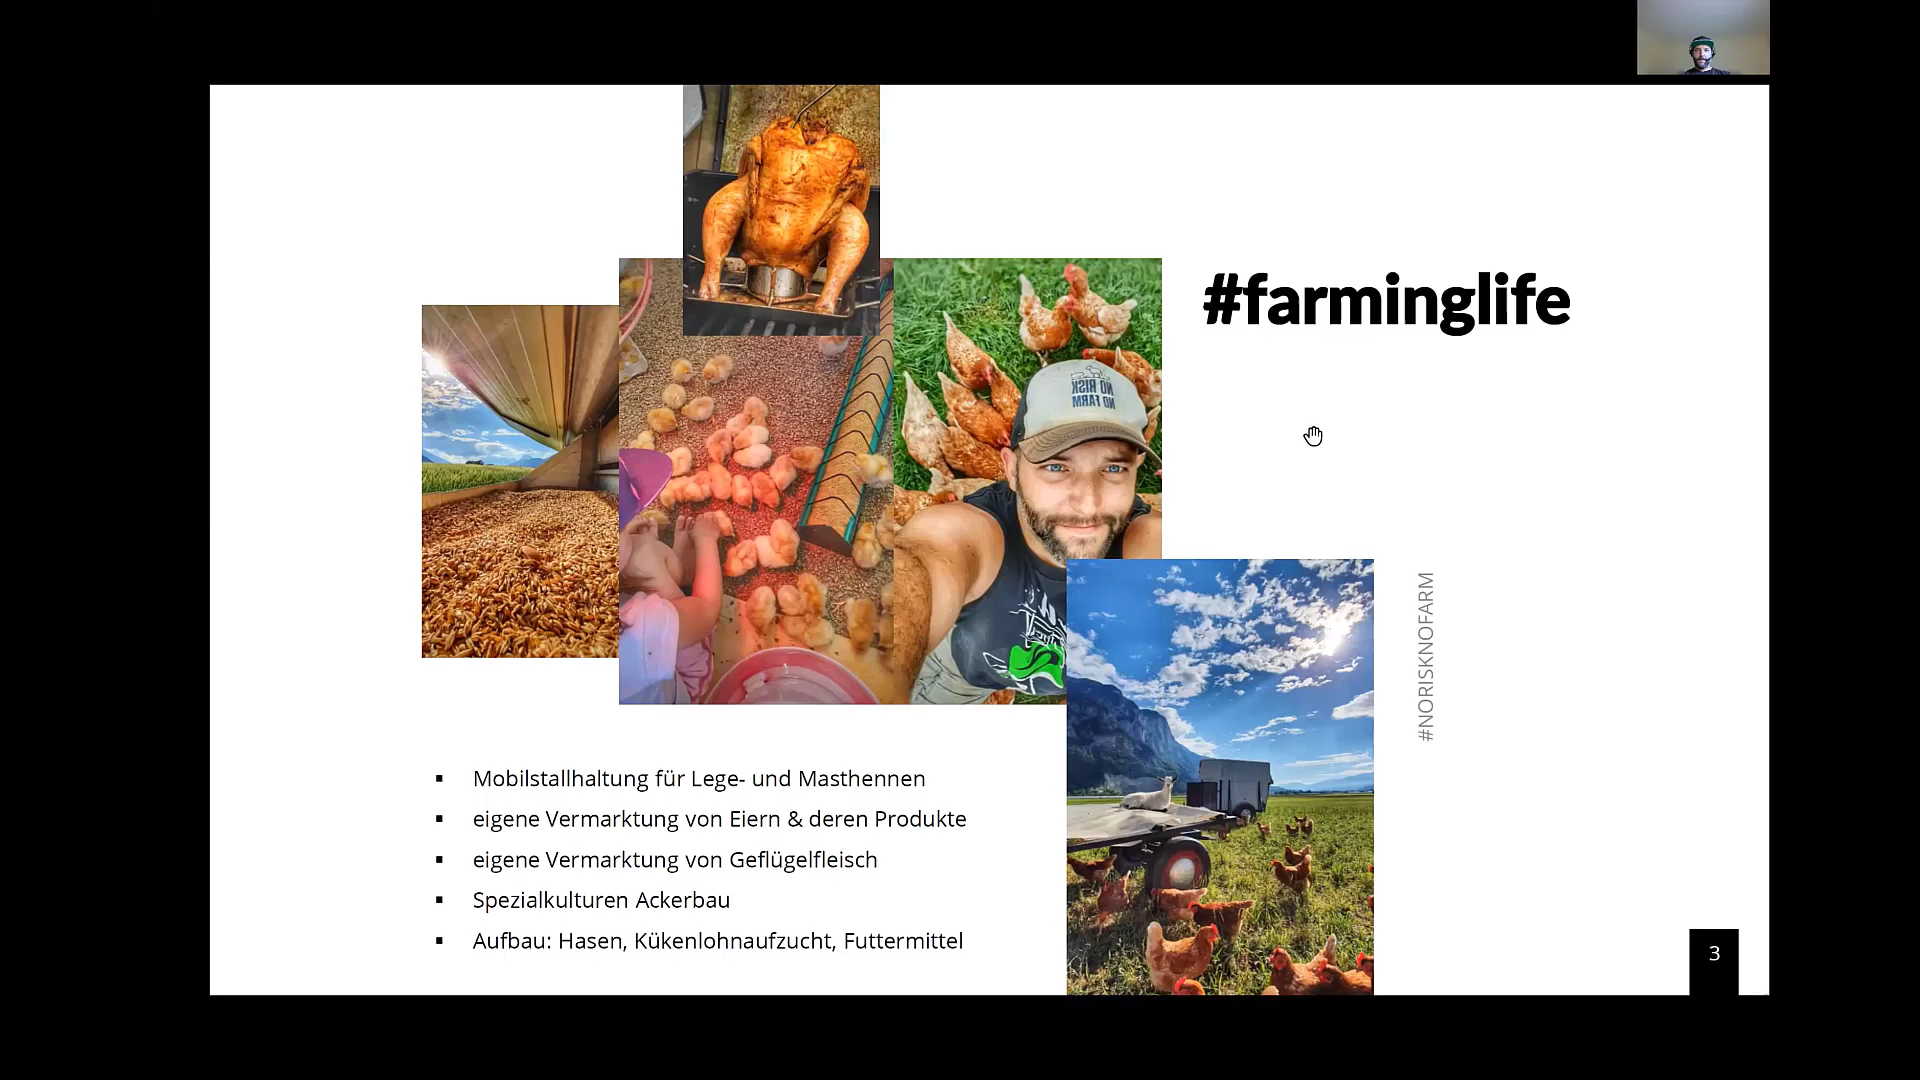 #farminglife
NO RISK
NO FARM
#NORISKNOFARM
▪ Mobilstallhaltung für Lege- und Masthennen
▪ eigene Vermarktung von Eiern & deren Produkte
▪ eigene Vermarktung von Geflügelfleisch
▪ Spezialkulturen Ackerbau
▪ Aufbau: Hasen, Kükenlohnaufzucht, Futtermittel
3